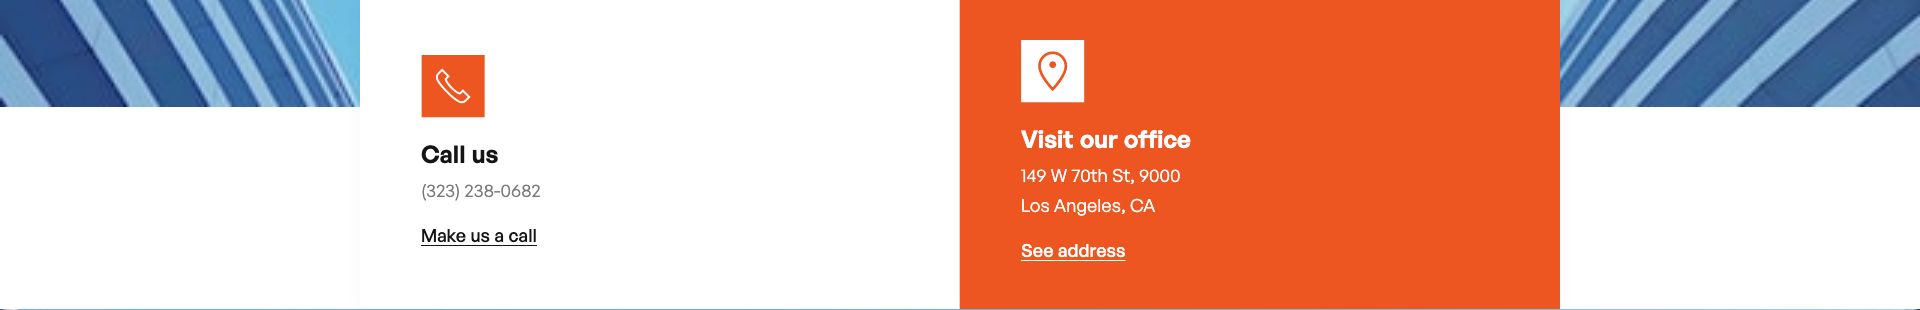 Call us
(323) 238-0682
Make us a call
Visit our office
149 W 70th St, 9000
Los Angeles, CA
See address